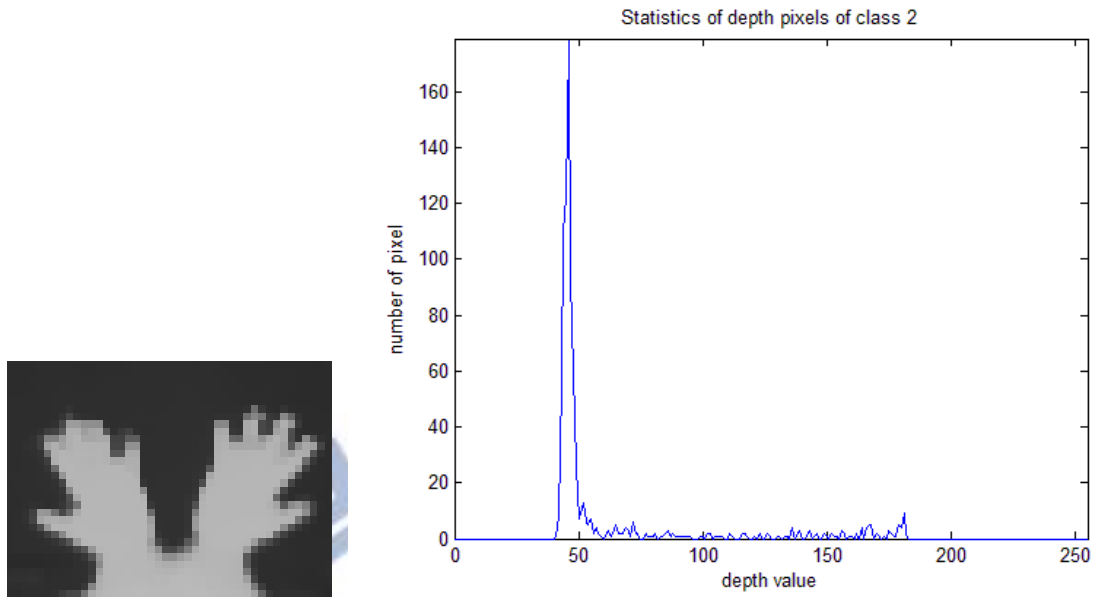 Statistics of depth pixels of class 2
160
140
120
100
80
60
40
20
0
number of pixel
0 50 100 150 200 250
depth value